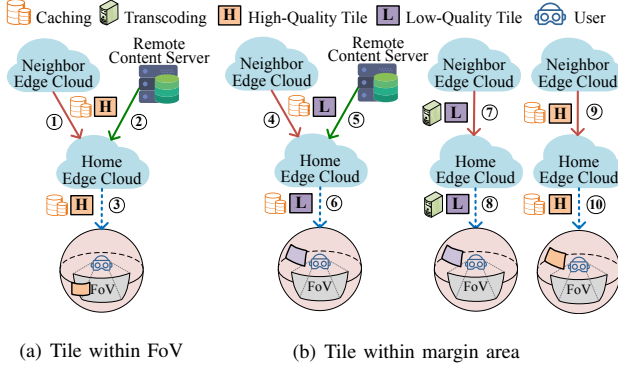 Caching Transcoding H High-Quality Tile L Low-Quality Tile User
Neighbor
Edge Cloud
Remote
Content Server
H
①
②
Home
Edge Cloud
H
③
FoV
Neighbor
Edge Cloud
Remote
Content Server
L
④
⑤
Home
Edge Cloud
L
⑥
FoV
Neighbor
Edge Cloud
L
⑦
Home
Edge Cloud
L
⑧
FoV
Neighbor
Edge Cloud
H
⑨
Home
Edge Cloud
H
⑩
FoV
(a) Tile within FoV
(b) Tile within margin area